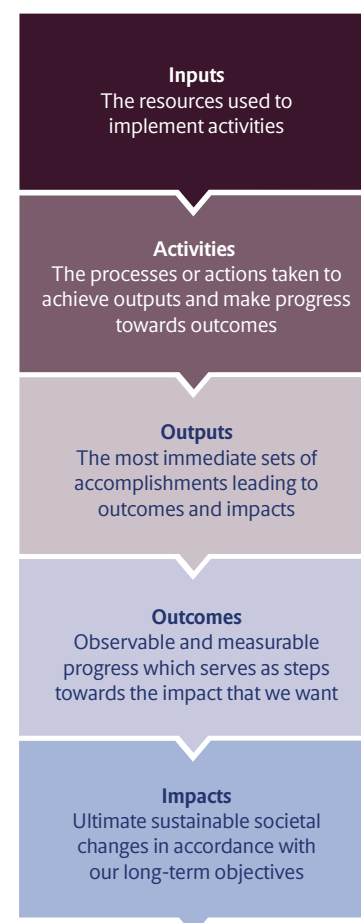 Inputs
The resources used to
implement activities
Activities
The processes or actions taken to
achieve outputs and make progress
towards outcomes
Outputs
The most immediate sets of
accomplishments leading to
outcomes and impacts
Outcomes
Observable and measurable
progress which serves as steps
towards the impact that we want
Impacts
Ultimate sustainable societal
changes in accordance with
our long-term objectives